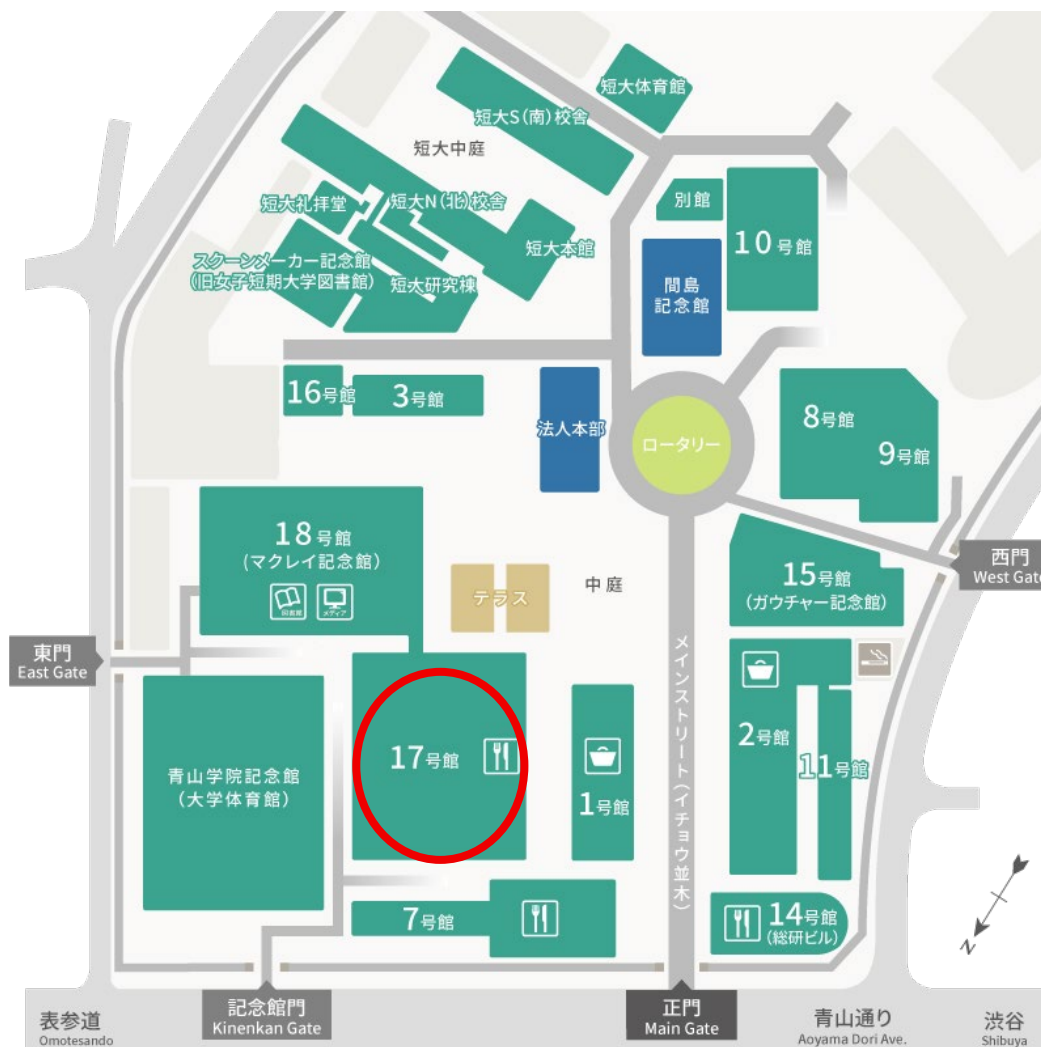 短大体育館
短大S(南)校舎
短大中庭
短大礼拝堂
短大N(北)校舎
別館
10号館
短大本館
スクーンメーカー記念館
(旧女子短期大学図書館)
短大研究棟
間島
記念館
16号館
3号館
法人本部
ロータリー
8号館
9号館
18号館
(マクレイ記念館)
図書館
メディア
テラス
中庭
15号館
(ガウチャー記念館)
西門
West Gate
東門
East Gate
メインストリート(イチョウ並木)
17号館
1号館
2号館
11号館
青山学院記念館
(大学体育館)
7号館
14号館
(総研ビル)
N
記念館門
Kinenkan Gate
正門
Main Gate
表参道
Omotesando
青山通り
Aoyama Dori Ave.
渋谷
Shibuya